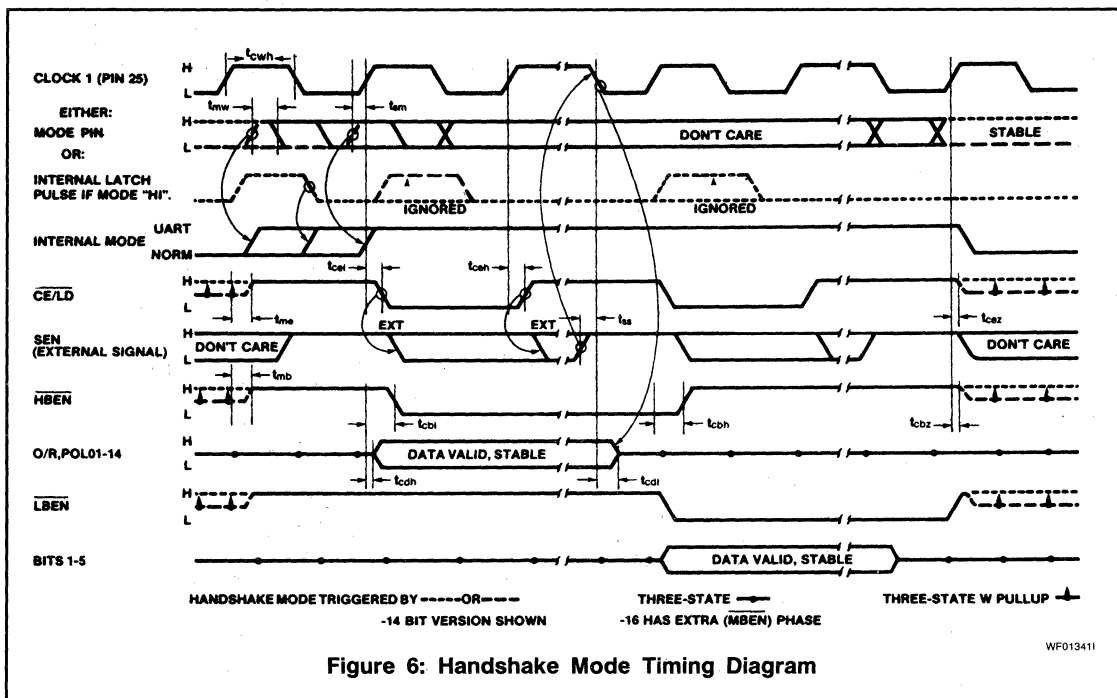 CLOCK 1 (PIN 25)
H
L
tcwh
EITHER:
MODE PIN
OR:
H
L
tmw
tsm
DON'T CARE
STABLE
INTERNAL LATCH
PULSE IF MODE "HI".
IGNORED
IGNORED
INTERNAL MODE
UART
NORM
tcel
tceh
CE/LD
H
L
tme
tcez
SEN
(EXTERNAL SIGNAL)
H
L
DON'T CARE
EXT
EXT
tss
DON'T CARE
tmb
HBEN
H
L
tcbl
tcbh
tcbz
O/R,POL01-14
H
L
DATA VALID, STABLE
tcdh
tcdl
LBEN
H
L
BITS 1-5
DATA VALID, STABLE
HANDSHAKE MODE TRIGGERED BY -----OR-- --
THREE-STATE
THREE-STATE W PULLUP
-14 BIT VERSION SHOWN
-16 HAS EXTRA (MBEN) PHASE
WF01341I
Figure 6: Handshake Mode Timing Diagram